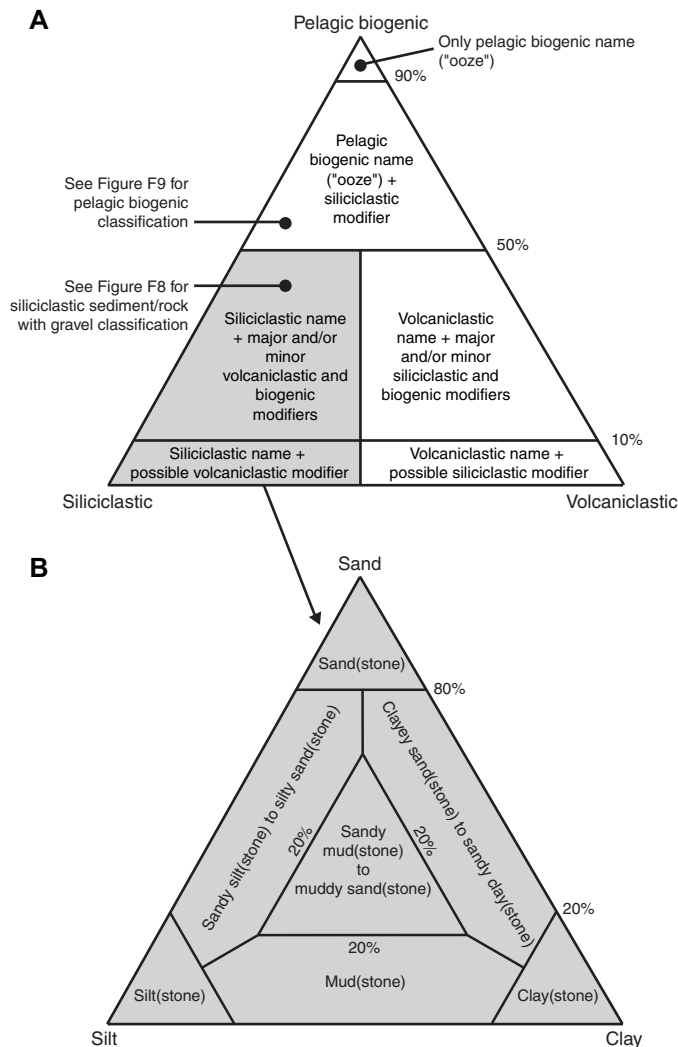 A
Pelagic biogenic
Only pelagic biogenic name
("ooze")
90%
Pelagic
biogenic name
("ooze") +
siliciclastic
modifier
See Figure F9 for
pelagic biogenic
classification
50%
See Figure F8 for
siliciclastic sediment/rock
with gravel classification
Siliciclastic name
+ major and/or
minor
volcaniclastic and
biogenic
modifiers
Volcaniclastic
name + major
and/or minor
siliciclastic and
biogenic modifiers
10%
Siliciclastic name +
possible volcaniclastic modifier
Volcaniclastic name +
possible siliciclastic modifier
Siliciclastic
Volcaniclastic
B
Sand
Sand(stone)
80%
Sandy silt(stone) to silty sand(stone)
Clayey sand(stone) to sandy clay(stone)
20%
20%
Sandy
mud(stone)
to
muddy sand(stone)
20%
20%
Mud(stone)
Silt(stone)
Clay(stone)
Silt
Clay